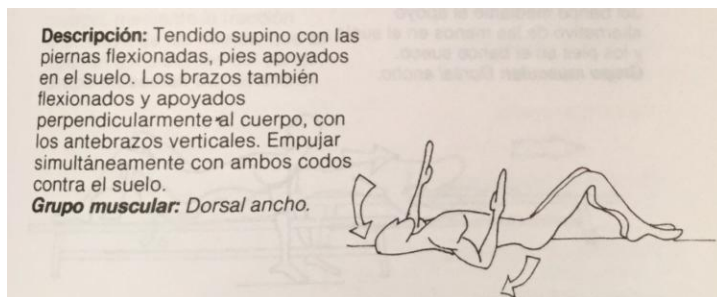 Descripción: Tendido supino con las
piernas flexionadas, pies apoyados
en el suelo. Los brazos también
flexionados y apoyados
perpendicularmente al cuerpo, con
los antebrazos verticales. Empujar
simultáneamente con ambos codos
contra el suelo.
Grupo muscular: Dorsal ancho.